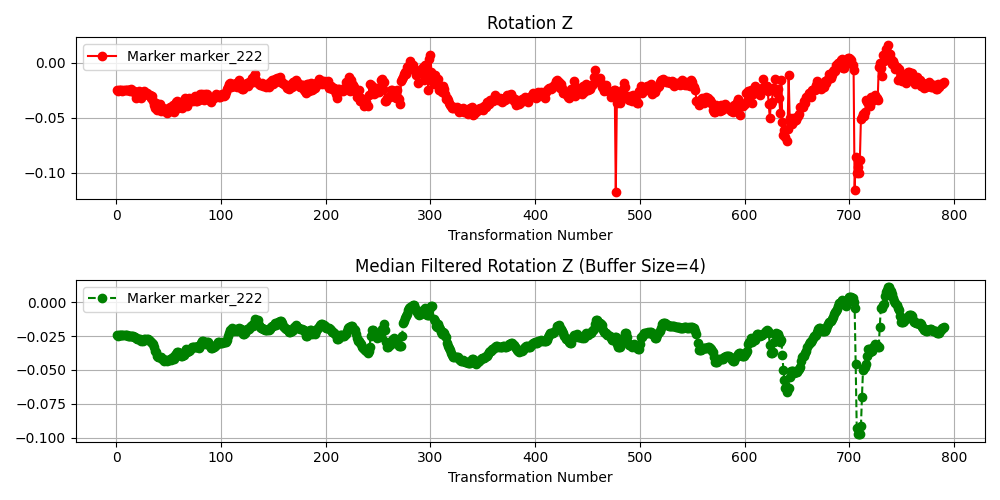 Rotation Z
Marker marker_222
0.00
−0.05
−0.10
0 100 200 300 400 500 600 700 800
Transformation Number
Median Filtered Rotation Z (Buffer Size=4)
Marker marker_222
0.000
−0.025
−0.050
−0.075
−0.100
0 100 200 300 400 500 600 700 800
Transformation Number